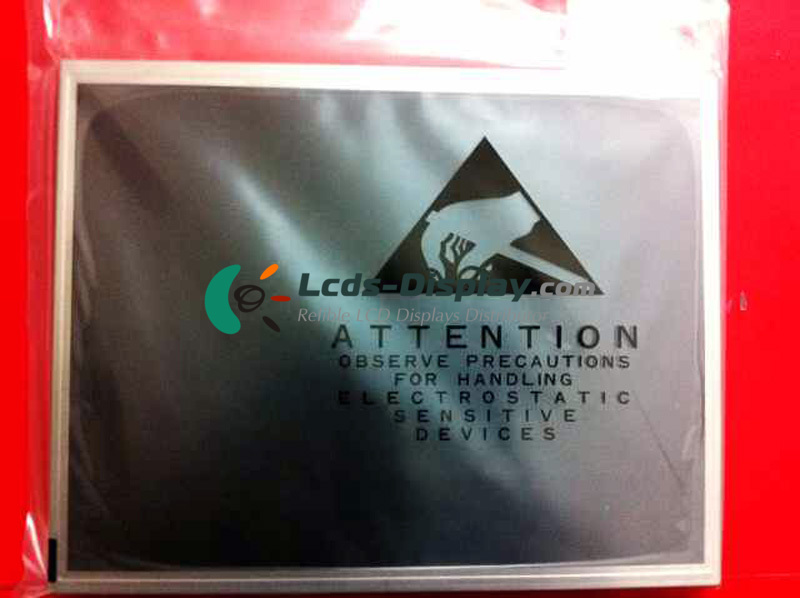 Lcds-Display.com
ATTENTION
OBSERVE PRECAUTIONS
FOR HANDLING
ELECTROSTATIC
SENSITIVE
DEVICES